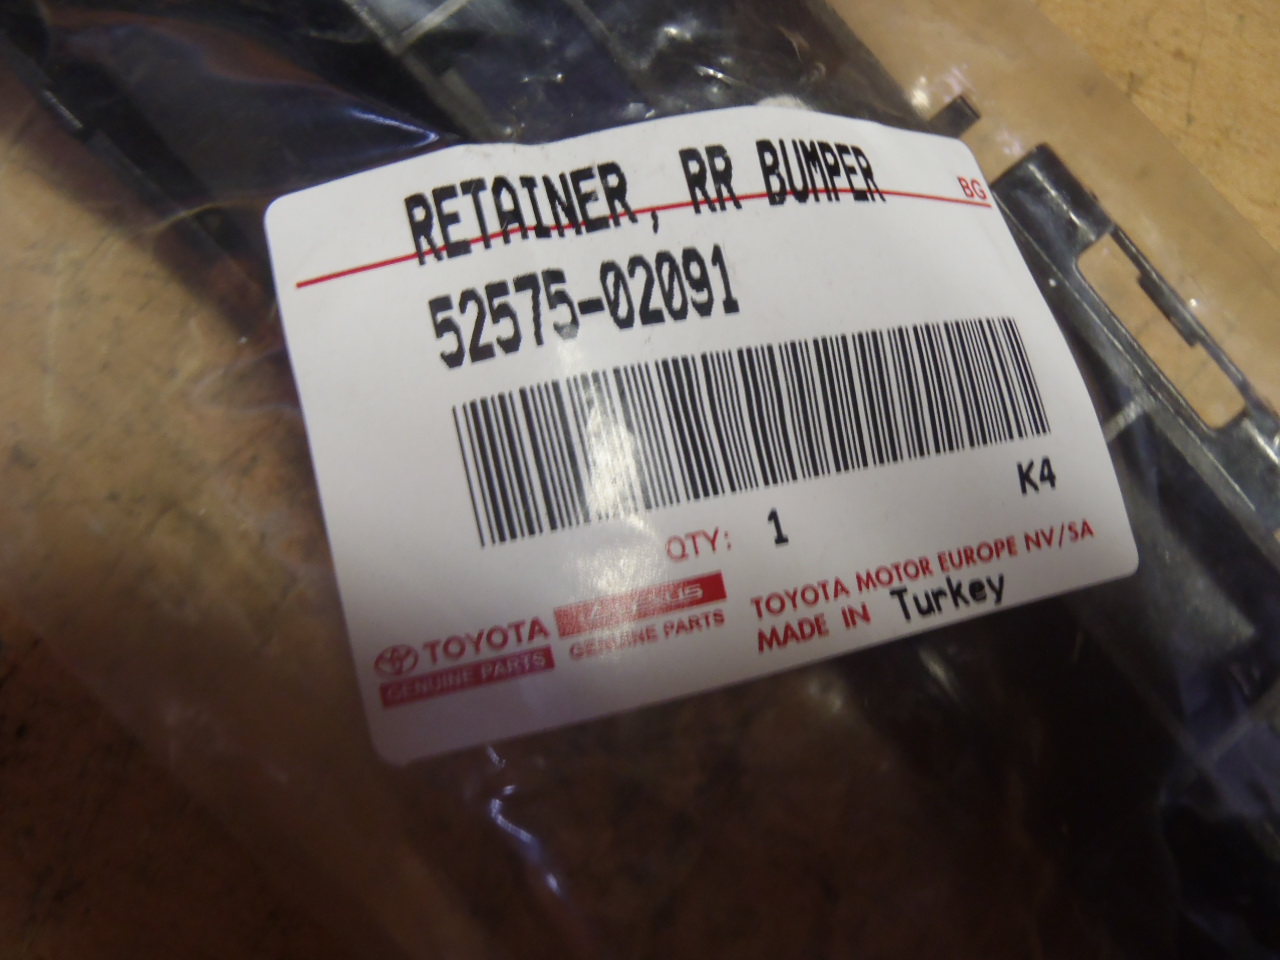 RETAINER, RR BUMPER
BG
52575-02091
K4
QTY: 1
TOYOTA
GENUINE PARTS
LEXUS
GENUINE PARTS
TOYOTA MOTOR EUROPE NV/SA
MADE IN Turkey